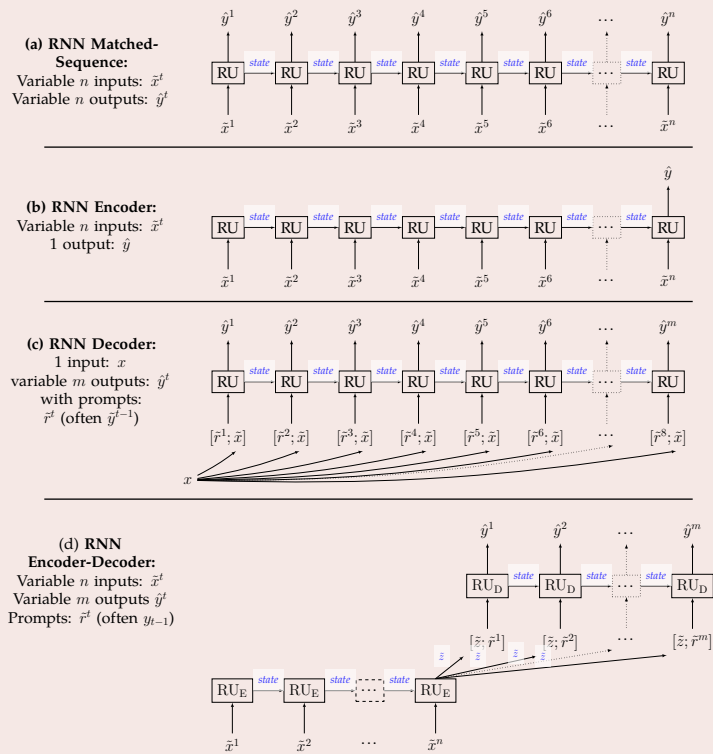 ŷ¹ ŷ² ŷ³ ŷ⁴ ŷ⁵ ŷ⁶ ... ŷⁿ
(a) RNN Matched-
Sequence:
Variable n inputs: x̃ᵗ
Variable n outputs: ŷᵗ
state state state state state state state
RU RU RU RU RU RU ... RU
x̃¹ x̃² x̃³ x̃⁴ x̃⁵ x̃⁶ ... x̃ⁿ
ŷ
(b) RNN Encoder:
Variable n inputs: x̃ᵗ
1 output: ŷ
state state state state state state state
RU RU RU RU RU RU ... RU
x̃¹ x̃² x̃³ x̃⁴ x̃⁵ x̃⁶ ... x̃ⁿ
ŷ¹ ŷ² ŷ³ ŷ⁴ ŷ⁵ ŷ⁶ ... ŷᵐ
(c) RNN Decoder:
1 input: x
variable m outputs: ŷᵗ
with prompts:
r̃ᵗ (often ỹᵗ⁻¹)
state state state state state state state
RU RU RU RU RU RU ... RU
[r̃¹; x̃] [r̃²; x̃] [r̃³; x̃] [r̃⁴; x̃] [r̃⁵; x̃] [r̃⁶; x̃] ... [r̃⁸; x̃]
x
(d) RNN
Encoder-Decoder:
Variable n inputs: x̃ᵗ
Variable m outputs ŷᵗ
Prompts: r̃ᵗ (often yₜ₋₁)
ŷ¹ ŷ² ... ŷᵐ
state state state
RU_D RU_D ... RU_D
[z̃; r̃¹] [z̃; r̃²] ... [z̃; r̃ᵐ]
z̃ z̃ z̃ z̃
state state state
RU_E RU_E ... RU_E
x̃¹ x̃² ... x̃ⁿ